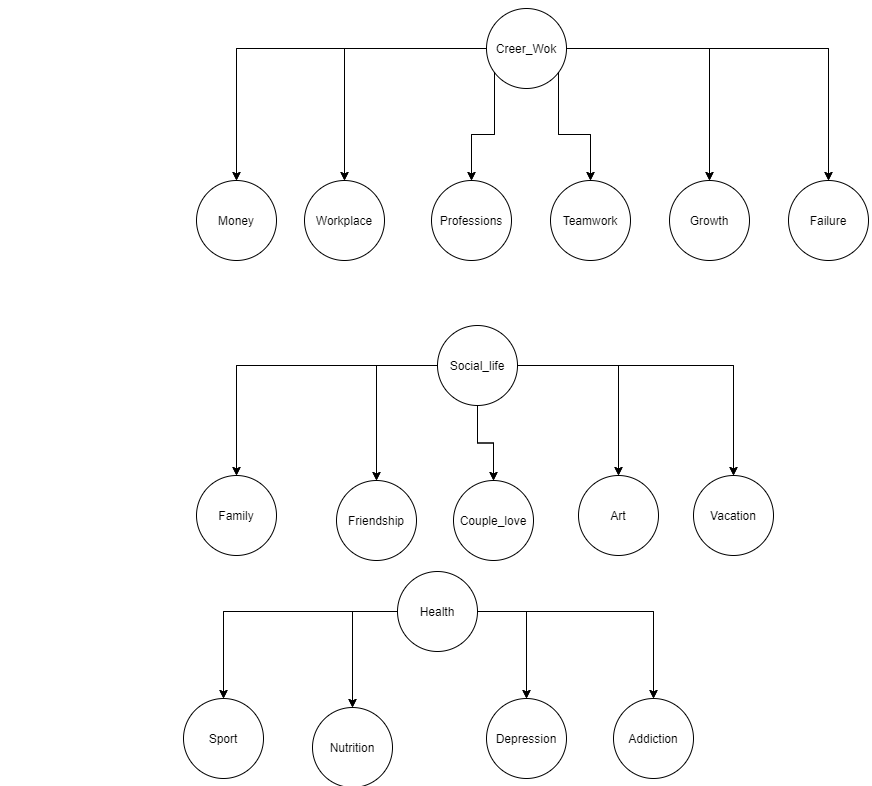 Creer_Wok
Money
Workplace
Professions
Teamwork
Growth
Failure
Social_life
Family
Friendship
Couple_love
Art
Vacation
Health
Sport
Nutrition
Depression
Addiction